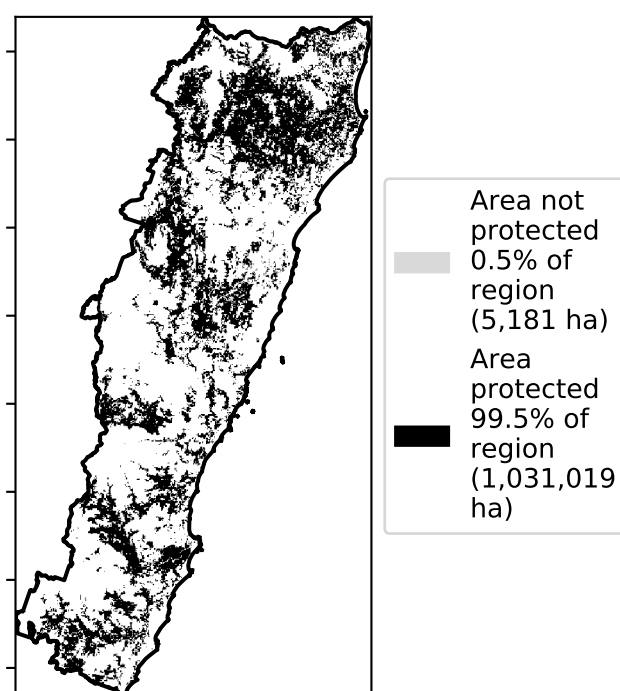 Area not
protected
0.5% of
region
(5,181 ha)
Area
protected
99.5% of
region
(1,031,019
ha)